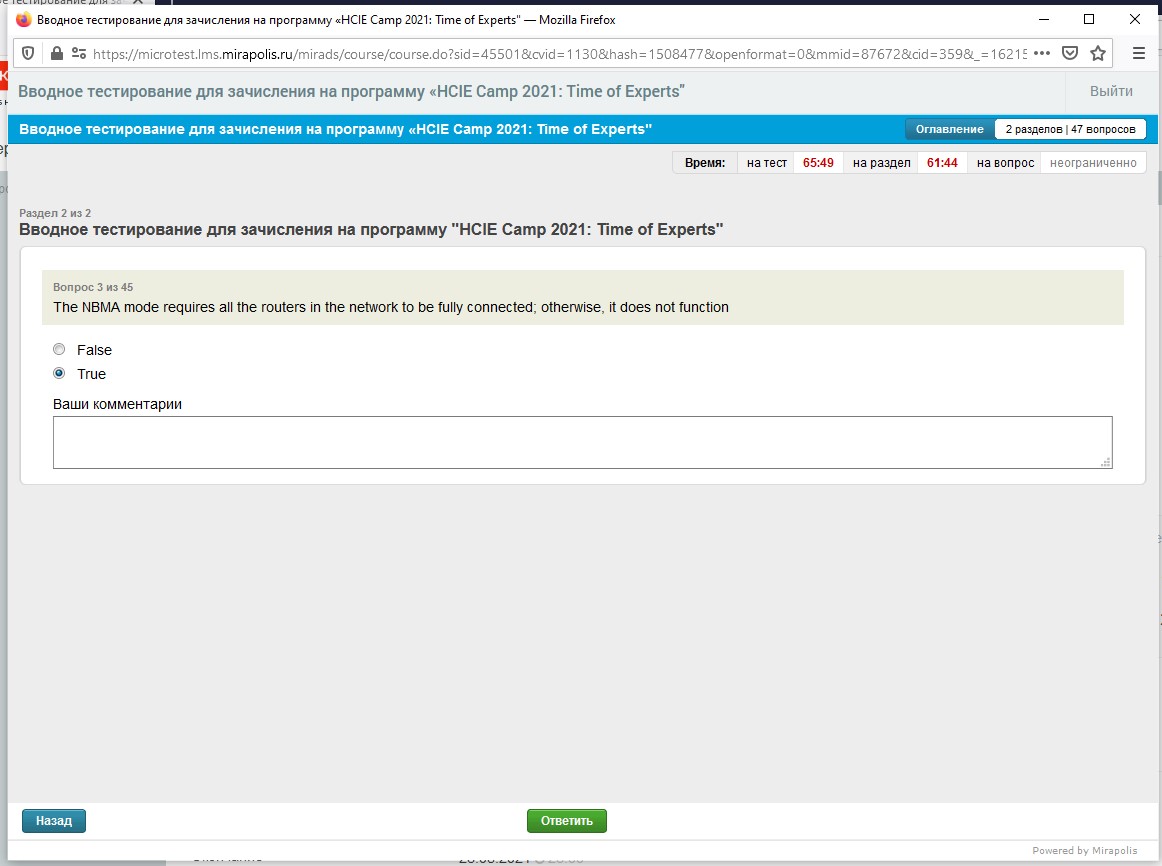 Вводное тестирование для зачисления на программу «HCIE Camp 2021: Time of Experts" — Mozilla Firefox
https://microtest.lms.mirapolis.ru/mirads/course/course.do?sid=45501&cvid=1130&hash=1508477&openformat=0&mmid=87672&cid=359&_=16215
Вводное тестирование для зачисления на программу «HCIE Camp 2021: Time of Experts"
Выйти
Вводное тестирование для зачисления на программу «HCIE Camp 2021: Time of Experts"
Оглавление 2 разделов | 47 вопросов
Время: на тест 65:49 на раздел 61:44 на вопрос неограниченно
Раздел 2 из 2
Вводное тестирование для зачисления на программу "HCIE Camp 2021: Time of Experts"
Вопрос 3 из 45
The NBMA mode requires all the routers in the network to be fully connected; otherwise, it does not function
False
True
Ваши комментарии
Назад
Ответить
Powered by Mirapolis